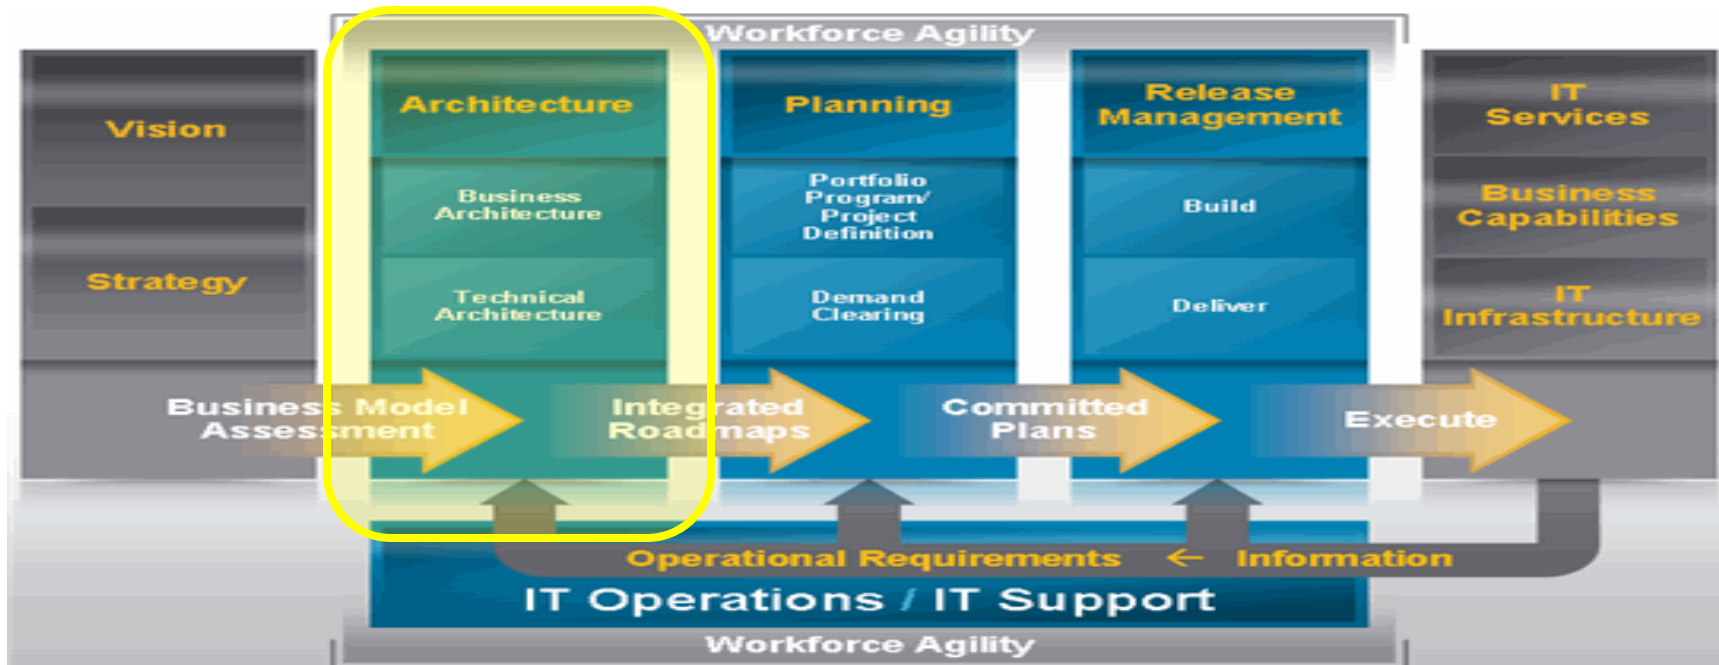 Workforce Agility
Vision
Strategy
Architecture
Business
Architecture
Technical
Architecture
Planning
Portfolio
Program/
Project
Definition
Demand
Clearing
Release
Management
Build
Deliver
IT
Services
Business
Capabilities
IT
Infrastructure
Business Model
Assessment
Integrated
Roadmaps
Committed
Plans
Execute
Operational Requirements ← Information
IT Operations / IT Support
Workforce Agility